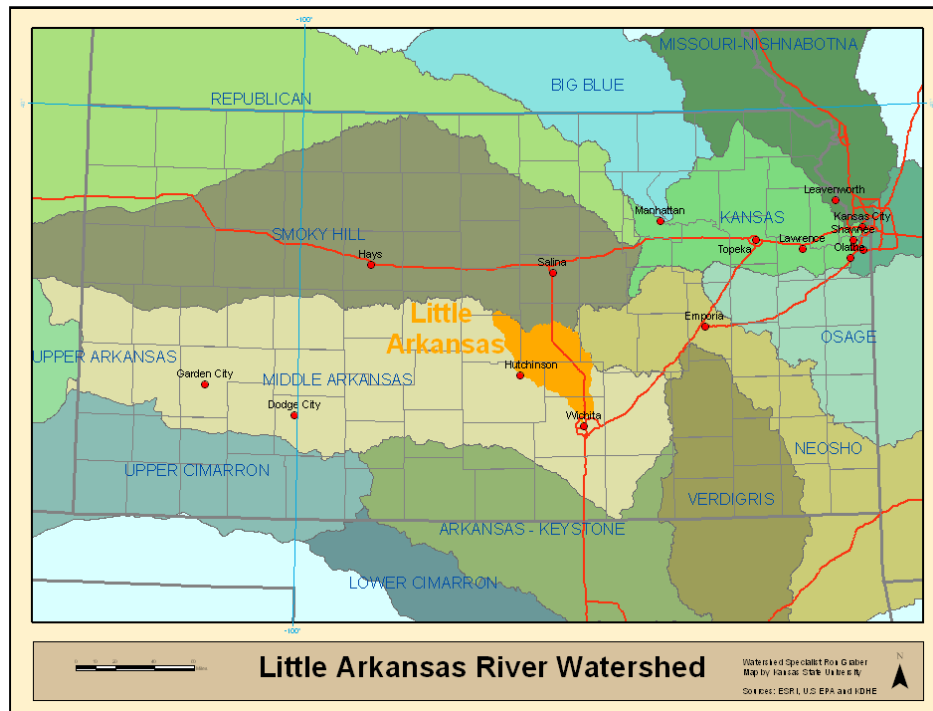 -100°
MISSOURI-NISHNABOTNA
BIG BLUE
REPUBLICAN
Leavenworth
Manhattan
KANSAS
Kansas City
Shawnee
SMOKY HILL
Topeka
Lawrence
Olathe
Hays
Salina
Little
Arkansas
Emporia
OSAGE
UPPER ARKANSAS
Garden City
MIDDLE ARKANSAS
Hutchinson
Dodge City
Wichita
NEOSHO
UPPER CIMARRON
VERDIGRIS
ARKANSAS - KEYSTONE
LOWER CIMARRON
-100°
Little Arkansas River Watershed
Watershed Specialist Ron Graber
Map by Kansas State University
Sources: ESRI, U.S EPA and KDHE
N